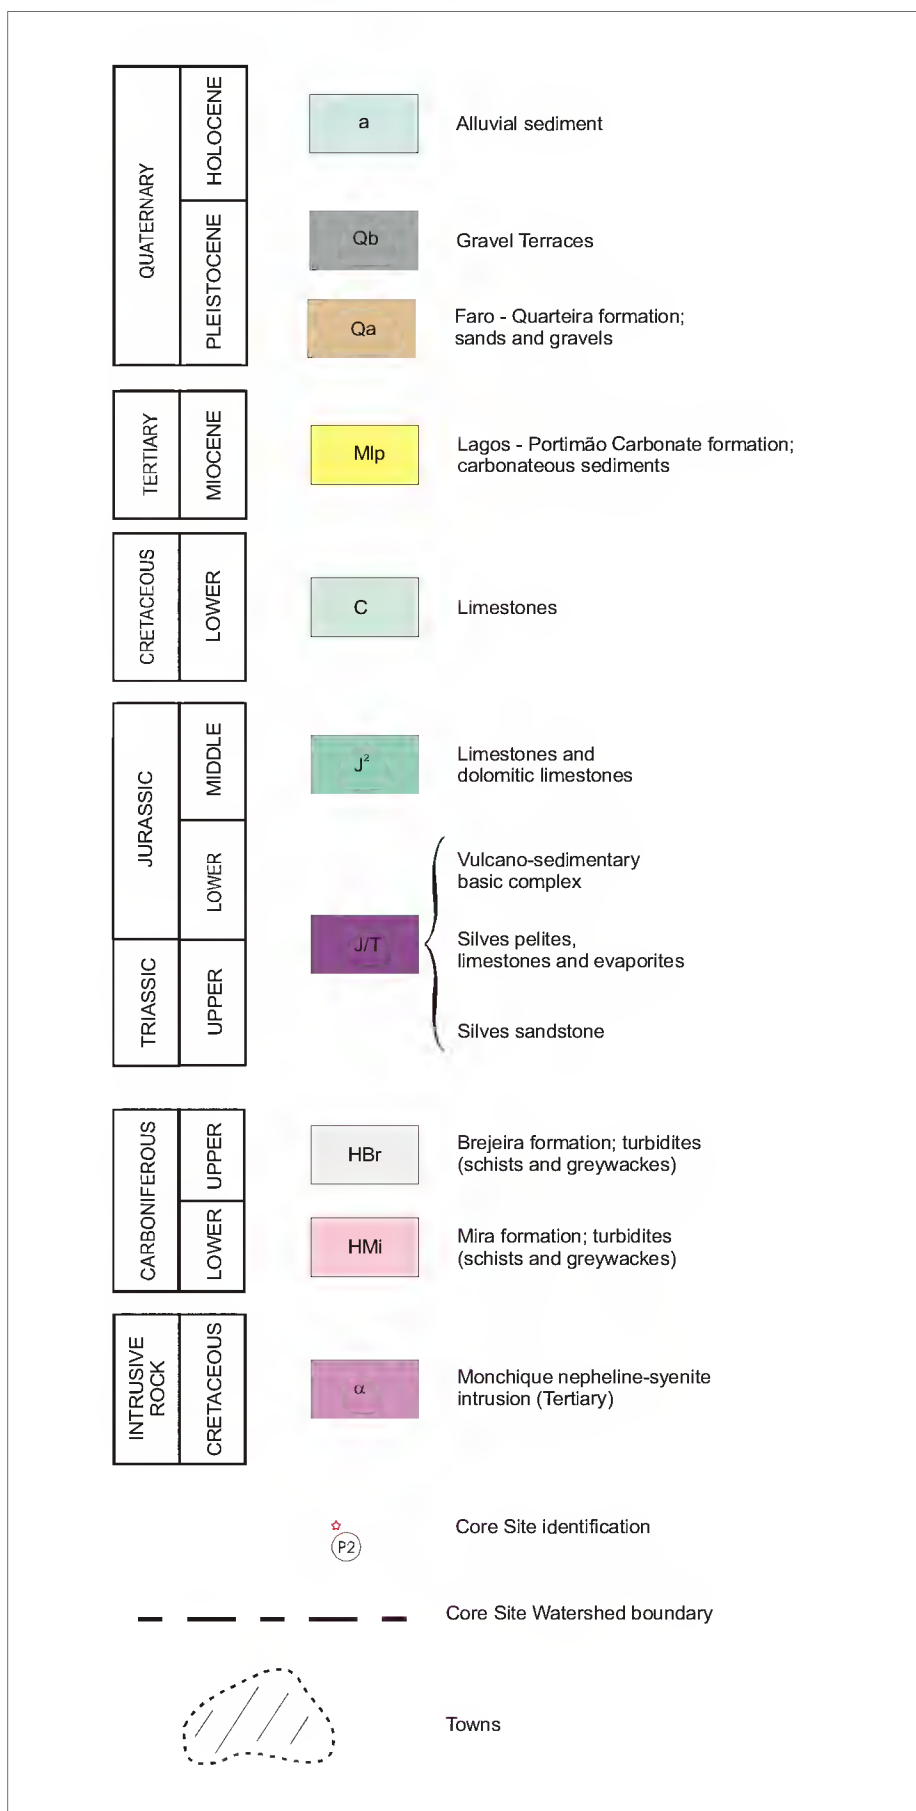 QUATERNARY
HOLOCENE
a
Alluvial sediment
PLEISTOCENE
Qb
Gravel Terraces
Qa
Faro - Quarteira formation;
sands and gravels
TERTIARY
MIOCENE
Mlp
Lagos - Portimão Carbonate formation;
carbonateous sediments
CRETACEOUS
LOWER
C
Limestones
JURASSIC
MIDDLE
J²
Limestones and
dolomitic limestones
LOWER
Vulcano-sedimentary
basic complex
J/T
Silves pelites,
limestones and evaporites
TRIASSIC
UPPER
Silves sandstone
CARBONIFEROUS
UPPER
HBr
Brejeira formation; turbidites
(schists and greywackes)
LOWER
HMi
Mira formation; turbidites
(schists and greywackes)
INTRUSIVE
ROCK
CRETACEOUS
α
Monchique nepheline-syenite
intrusion (Tertiary)
P2
Core Site identification
Core Site Watershed boundary
Towns